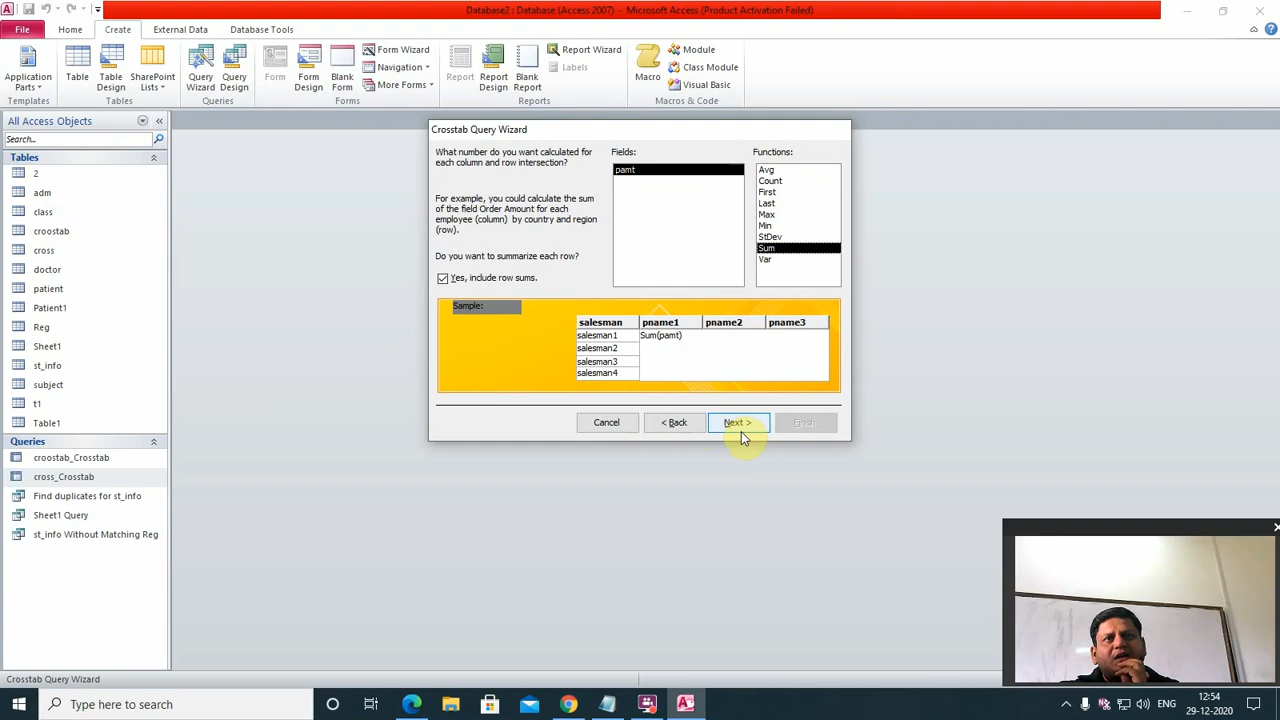 Database2 : Database (Access 2007) - Microsoft Access (Product Activation Failed)
File
Home
Create
External Data
Database Tools
Application Parts
Table
Table Design
SharePoint Lists
Query Wizard
Query Design
Form
Form Design
Blank Form
Form Wizard
Navigation
More Forms
Report
Report Design
Blank Report
Report Wizard
Labels
Macro
Module
Class Module
Visual Basic
Templates
Tables
Queries
Forms
Reports
Macros & Code
All Access Objects
Search...
Tables
2
adm
class
croostab
cross
doctor
patient
Patient1
Reg
Sheet1
st_info
subject
t1
Table1
Queries
croostab_Crosstab
cross_Crosstab
Find duplicates for st_info
Sheet1 Query
st_info Without Matching Reg
Crosstab Query Wizard
What number do you want calculated for
each column and row intersection?
For example, you could calculate the sum
of the field Order Amount for each
employee (column) by country and region
(row).
Do you want to summarize each row?
Yes, include row sums.
Fields:
pamt
Functions:
Avg
Count
First
Last
Max
Min
StDev
Sum
Var
Sample:
salesman pname1 pname2 pname3
salesman1 Sum(pamt)
salesman2
salesman3
salesman4
Cancel
< Back
Next >
Finish
Crosstab Query Wizard
Type here to search
ENG
12:54
29-12-2020